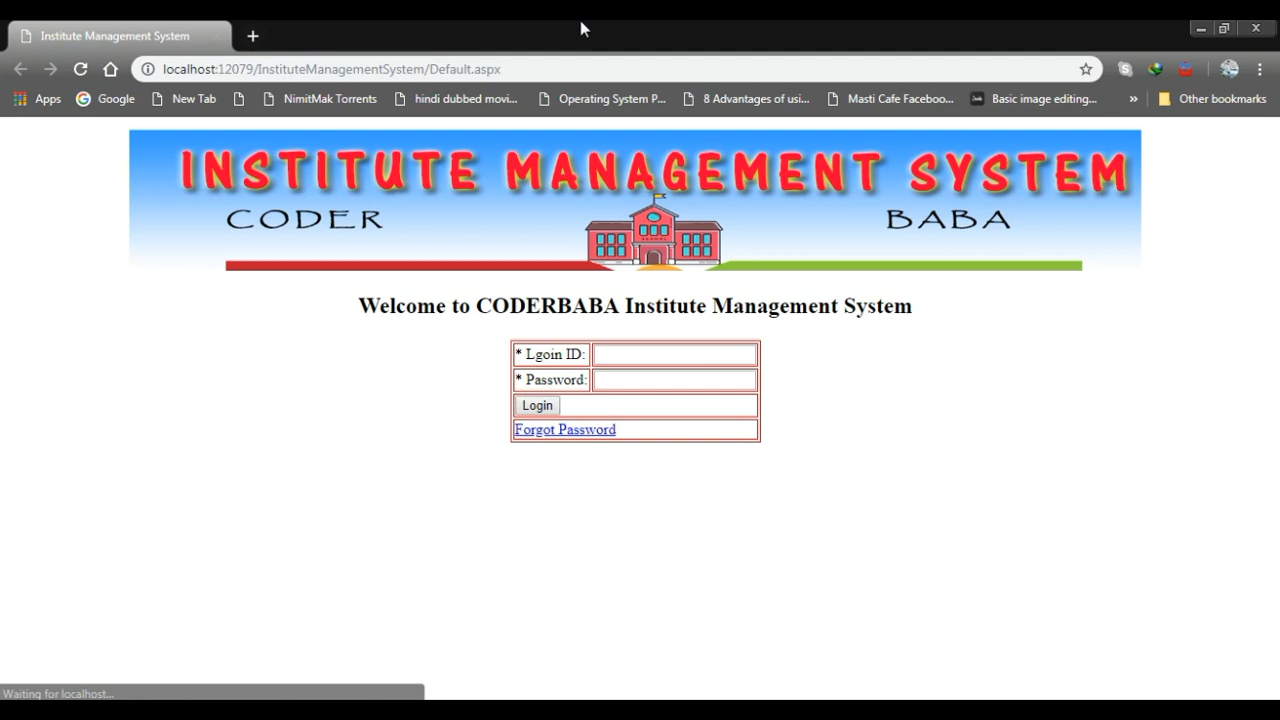 Institute Management System
localhost:12079/InstituteManagementSystem/Default.aspx
Apps Google New Tab NimitMak Torrents hindi dubbed movi... Operating System P... 8 Advantages of usi... Masti Cafe Faceboo... Basic image editing... » Other bookmarks
INSTITUTE MANAGEMENT SYSTEM
CODER BABA
SCHOOL
Welcome to CODERBABA Institute Management System
* Lgoin ID:
* Password:
Login
Forgot Password
Waiting for localhost...